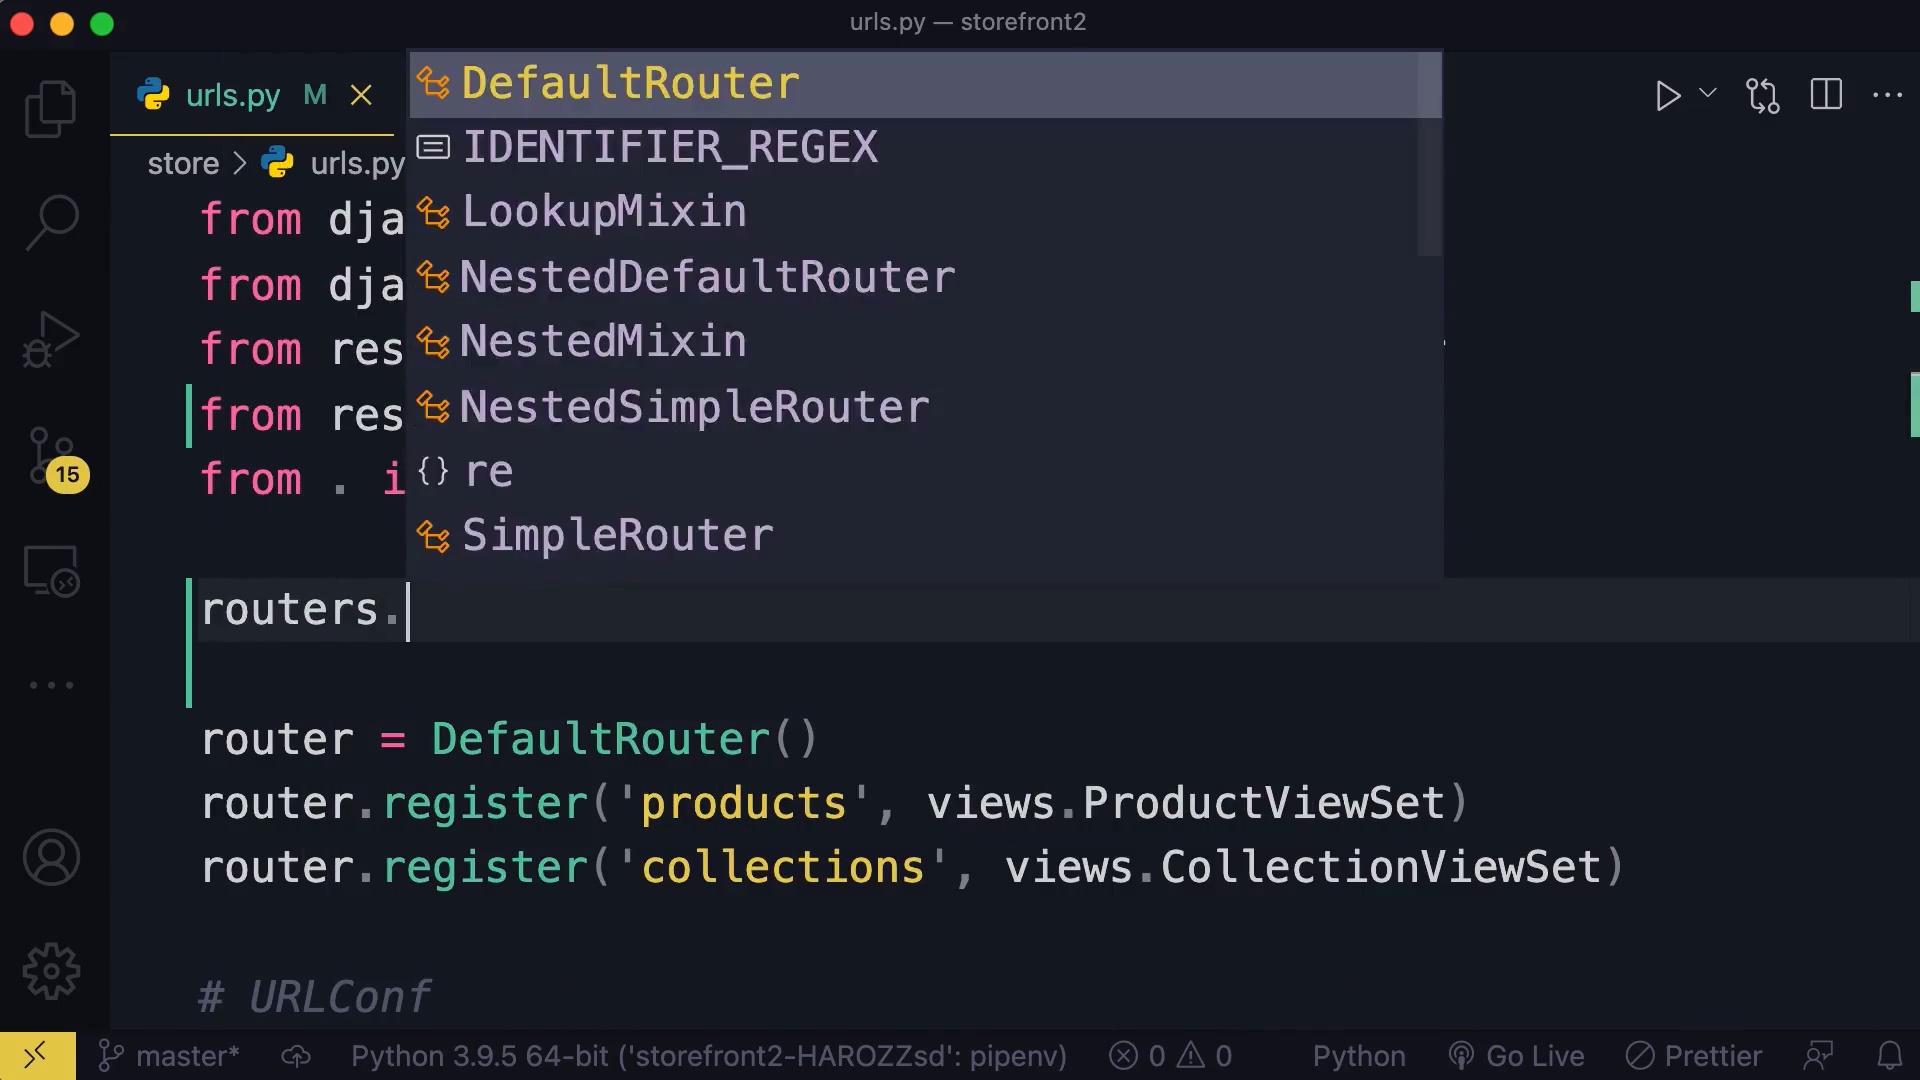 urls.py — storefront2
urls.py M
store > urls.py
DefaultRouter
IDENTIFIER_REGEX
LookupMixin
NestedDefaultRouter
NestedMixin
NestedSimpleRouter
{} re
SimpleRouter
from dja
from dja
from res
from res
from . i
routers.
router = DefaultRouter()
router.register('products', views.ProductViewSet)
router.register('collections', views.CollectionViewSet)
# URLConf
15
master* Python 3.9.5 64-bit ('storefront2-HAROZZsd': pipenv) 0 0 Python Go Live Prettier